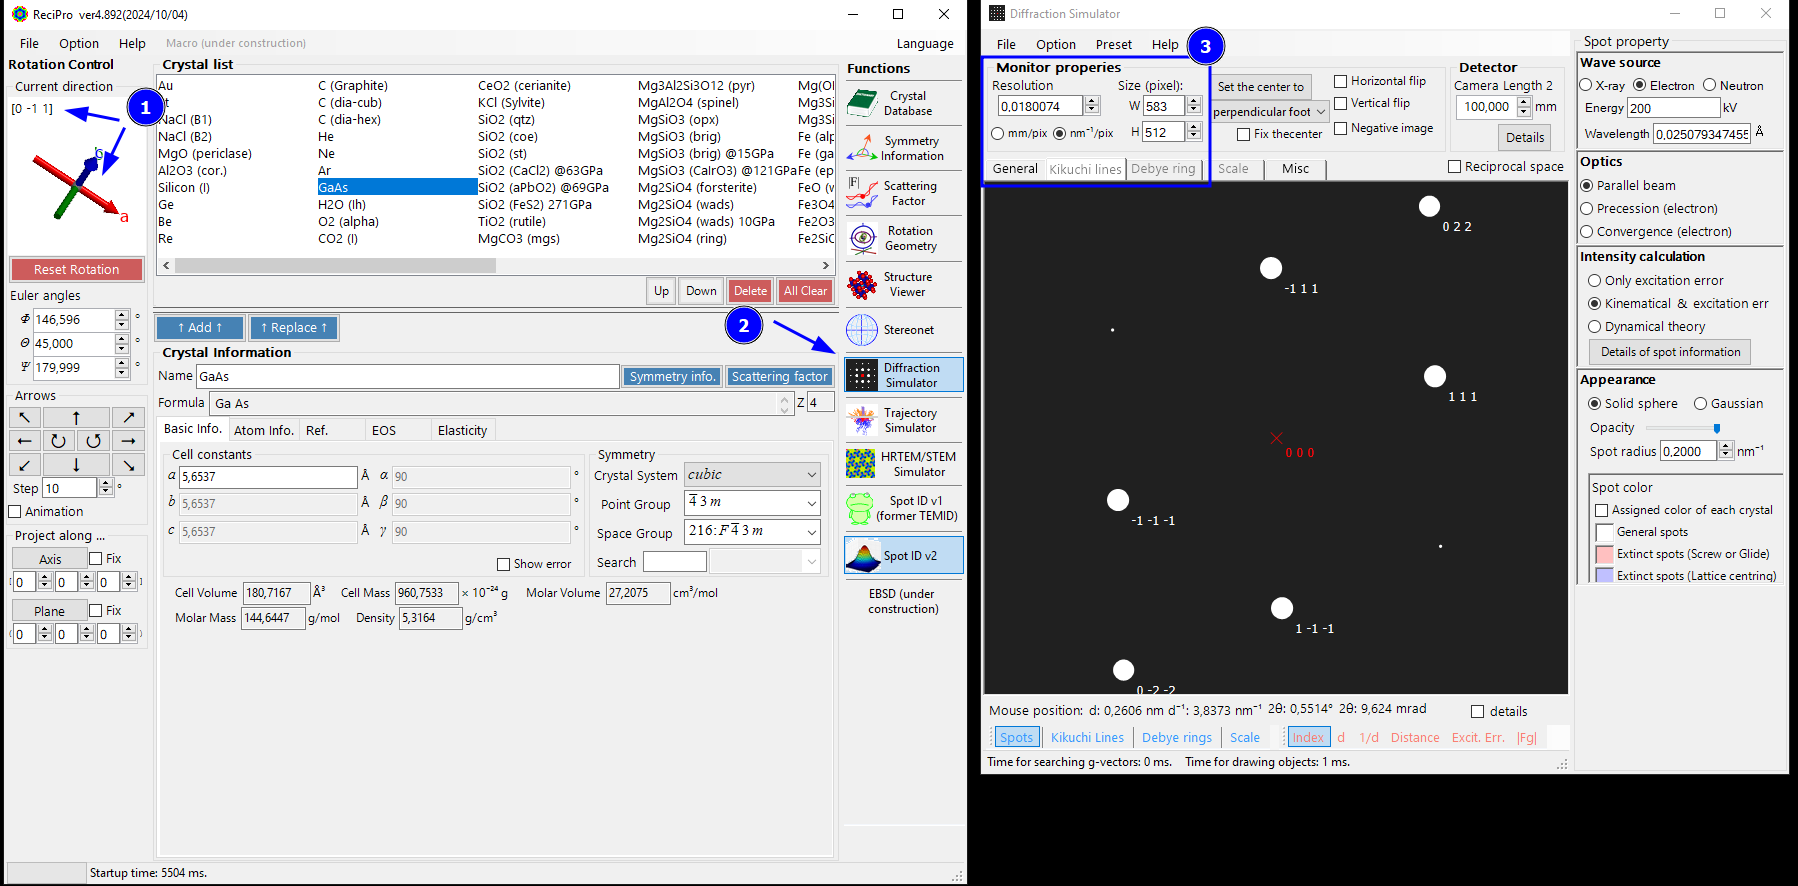 ReciPro  ver4.892(2024/10/04)
File Option Help Macro (under construction) Language
Rotation Control
Current direction
[0 -1 1]
1
a
Reset Rotation
Euler angles
Φ 146,596 °
Θ 45,000 °
Ψ 179,999 °
Arrows
Step 10 °
Animation
Project along ...
Axis Fix
[ 0 0 0 ]
Plane Fix
( 0 0 0 )
Crystal list
Au
NaCl (B1)
NaCl (B2)
MgO (periclase)
Al2O3 (cor.)
Silicon (I)
Ge
Be
Re
C (Graphite)
C (dia-cub)
C (dia-hex)
He
Ne
Ar
GaAs
H2O (Ih)
O2 (alpha)
CO2 (I)
CeO2 (cerianite)
KCl (Sylvite)
SiO2 (qtz)
SiO2 (coe)
SiO2 (st)
SiO2 (CaCl2) @63GPa
SiO2 (aPbO2) @69GPa
SiO2 (FeS2) 271GPa
TiO2 (rutile)
MgCO3 (mgs)
Mg3Al2Si3O12 (pyr)
MgAl2O4 (spinel)
MgSiO3 (opx)
MgSiO3 (brig)
MgSiO3 (brig) @15GPa
MgSiO3 (CaIrO3) @121GPa
Mg2SiO4 (forsterite)
Mg2SiO4 (wads)
Mg2SiO4 (wads) 10GPa
Mg2SiO4 (ring)
Mg(O
Mg3Si
Mg3Si
Fe (alp
Fe (ga
Fe (ep
FeO (w
Fe3O4
Fe2O3
Fe2SiC
Up Down Delete All Clear
↑ Add ↑ ↑ Replace ↑
2
Crystal Information
Name GaAs Symmetry info. Scattering factor
Formula Ga As Z 4
Basic Info. Atom Info. Ref. EOS Elasticity
Cell constants
a 5,6537 Å α 90 °
b 5,6537 Å β 90 °
c 5,6537 Å γ 90 °
Show error
Symmetry
Crystal System cubic
Point Group 4̅ 3 m
Space Group 216: F 4̅ 3 m
Search
Cell Volume 180,7167 Å³ Cell Mass 960,7533 × 10⁻²⁴ g Molar Volume 27,2075 cm³/mol
Molar Mass 144,6447 g/mol Density 5,3164 g/cm³
Functions
Crystal Database
Symmetry Information
Scattering Factor
Rotation Geometry
Structure Viewer
Stereonet
Diffraction Simulator
Trajectory Simulator
HRTEM/STEM Simulator
Spot ID v1 (former TEMID)
Spot ID v2
EBSD (under construction)
Startup time: 5504 ms.
Diffraction Simulator
File Option Preset Help
3
Monitor properies
Resolution Size (pixel):
0,0180074 W 583
mm/pix nm⁻¹/pix H 512
Set the center to
perpendicular foot
Fix thecenter
Horizontal flip
Vertical flip
Negative image
Detector
Camera Length 2
100,000 mm
Details
General Kikuchi lines Debye ring Scale Misc
Reciprocal space
0 2 2
-1 1 1
1 1 1
0 0 0
-1 -1 -1
1 -1 -1
0 -2 -2
Mouse position: d: 0,2606 nm d⁻¹: 3,8373 nm⁻¹ 2θ: 0,5514° 2θ: 9,624 mrad
details
Spots Kikuchi Lines Debye rings Scale Index d 1/d Distance Excit. Err. |Fg|
Time for searching g-vectors: 0 ms. Time for drawing objects: 1 ms.
Spot property
Wave source
X-ray Electron Neutron
Energy 200 kV
Wavelength 0,025079347455 Å
Optics
Parallel beam
Precession (electron)
Convergence (electron)
Intensity calculation
Only excitation error
Kinematical & excitation err
Dynamical theory
Details of spot information
Appearance
Solid sphere Gaussian
Opacity
Spot radius 0,2000 nm⁻¹
Spot color
Assigned color of each crystal
General spots
Extinct spots (Screw or Glide)
Extinct spots (Lattice centring)